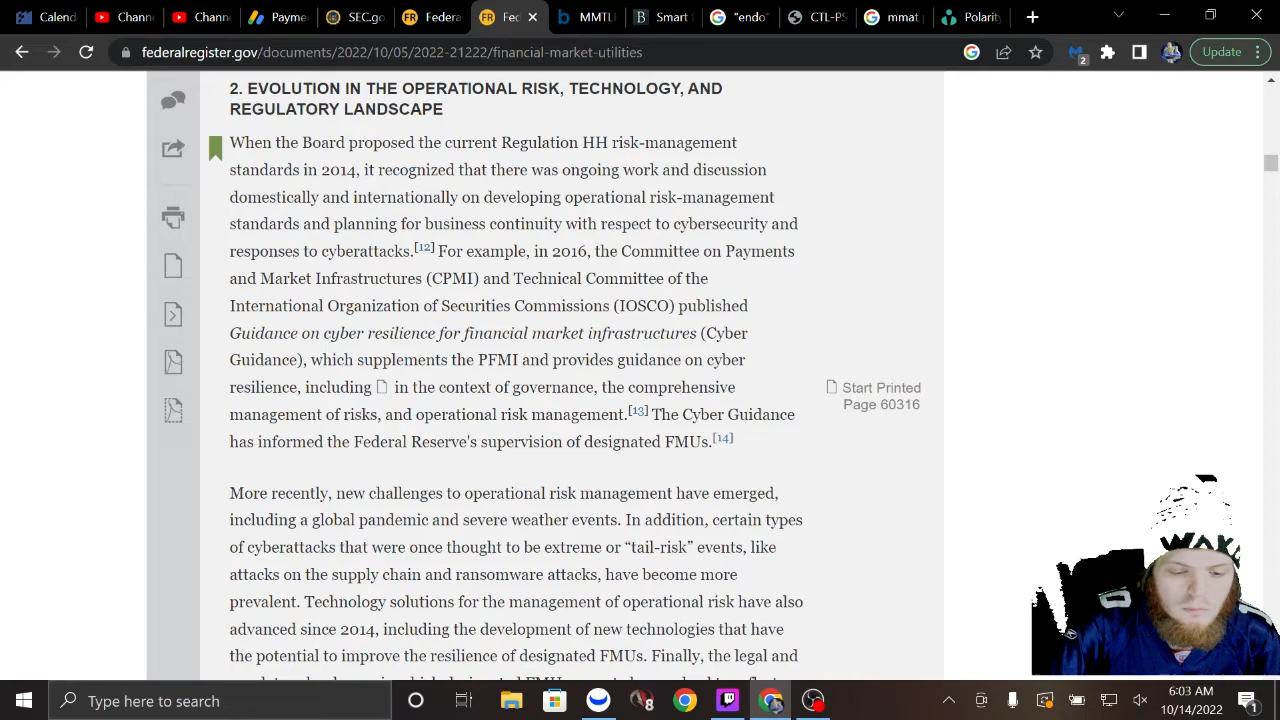 Calend
Channe
Channe
Payme
SEC.go
Federa
Fec
MMTLI
Smart
"endo"
CTL-PS
mmat
Polarity
federalregister.gov/documents/2022/10/05/2022-21222/financial-market-utilities
2
Update
2. EVOLUTION IN THE OPERATIONAL RISK, TECHNOLOGY, AND
REGULATORY LANDSCAPE
When the Board proposed the current Regulation HH risk-management
standards in 2014, it recognized that there was ongoing work and discussion
domestically and internationally on developing operational risk-management
standards and planning for business continuity with respect to cybersecurity and
responses to cyberattacks.[12] For example, in 2016, the Committee on Payments
and Market Infrastructures (CPMI) and Technical Committee of the
International Organization of Securities Commissions (IOSCO) published
Guidance on cyber resilience for financial market infrastructures (Cyber
Guidance), which supplements the PFMI and provides guidance on cyber
resilience, including in the context of governance, the comprehensive
management of risks, and operational risk management.[13] The Cyber Guidance
has informed the Federal Reserve's supervision of designated FMUs.[14]
Start Printed
Page 60316
More recently, new challenges to operational risk management have emerged,
including a global pandemic and severe weather events. In addition, certain types
of cyberattacks that were once thought to be extreme or “tail-risk” events, like
attacks on the supply chain and ransomware attacks, have become more
prevalent. Technology solutions for the management of operational risk have also
advanced since 2014, including the development of new technologies that have
the potential to improve the resilience of designated FMUs. Finally, the legal and
Type here to search
6:03 AM
10/14/2022
1